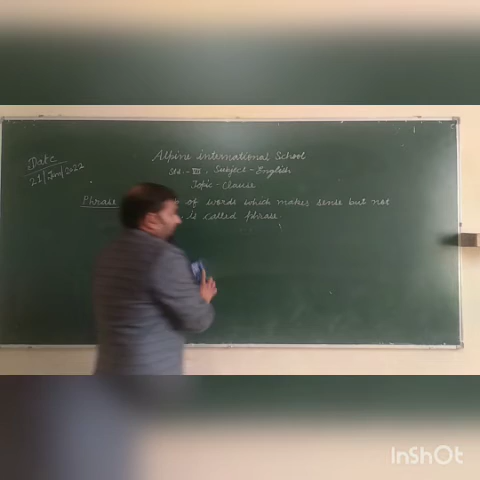 Date
21/Jan/2022
Alpine international School
Std.-VII, Subject-English
Topic-Clause
Phrase of words which makes sense but not
is called phrase.
InShOt